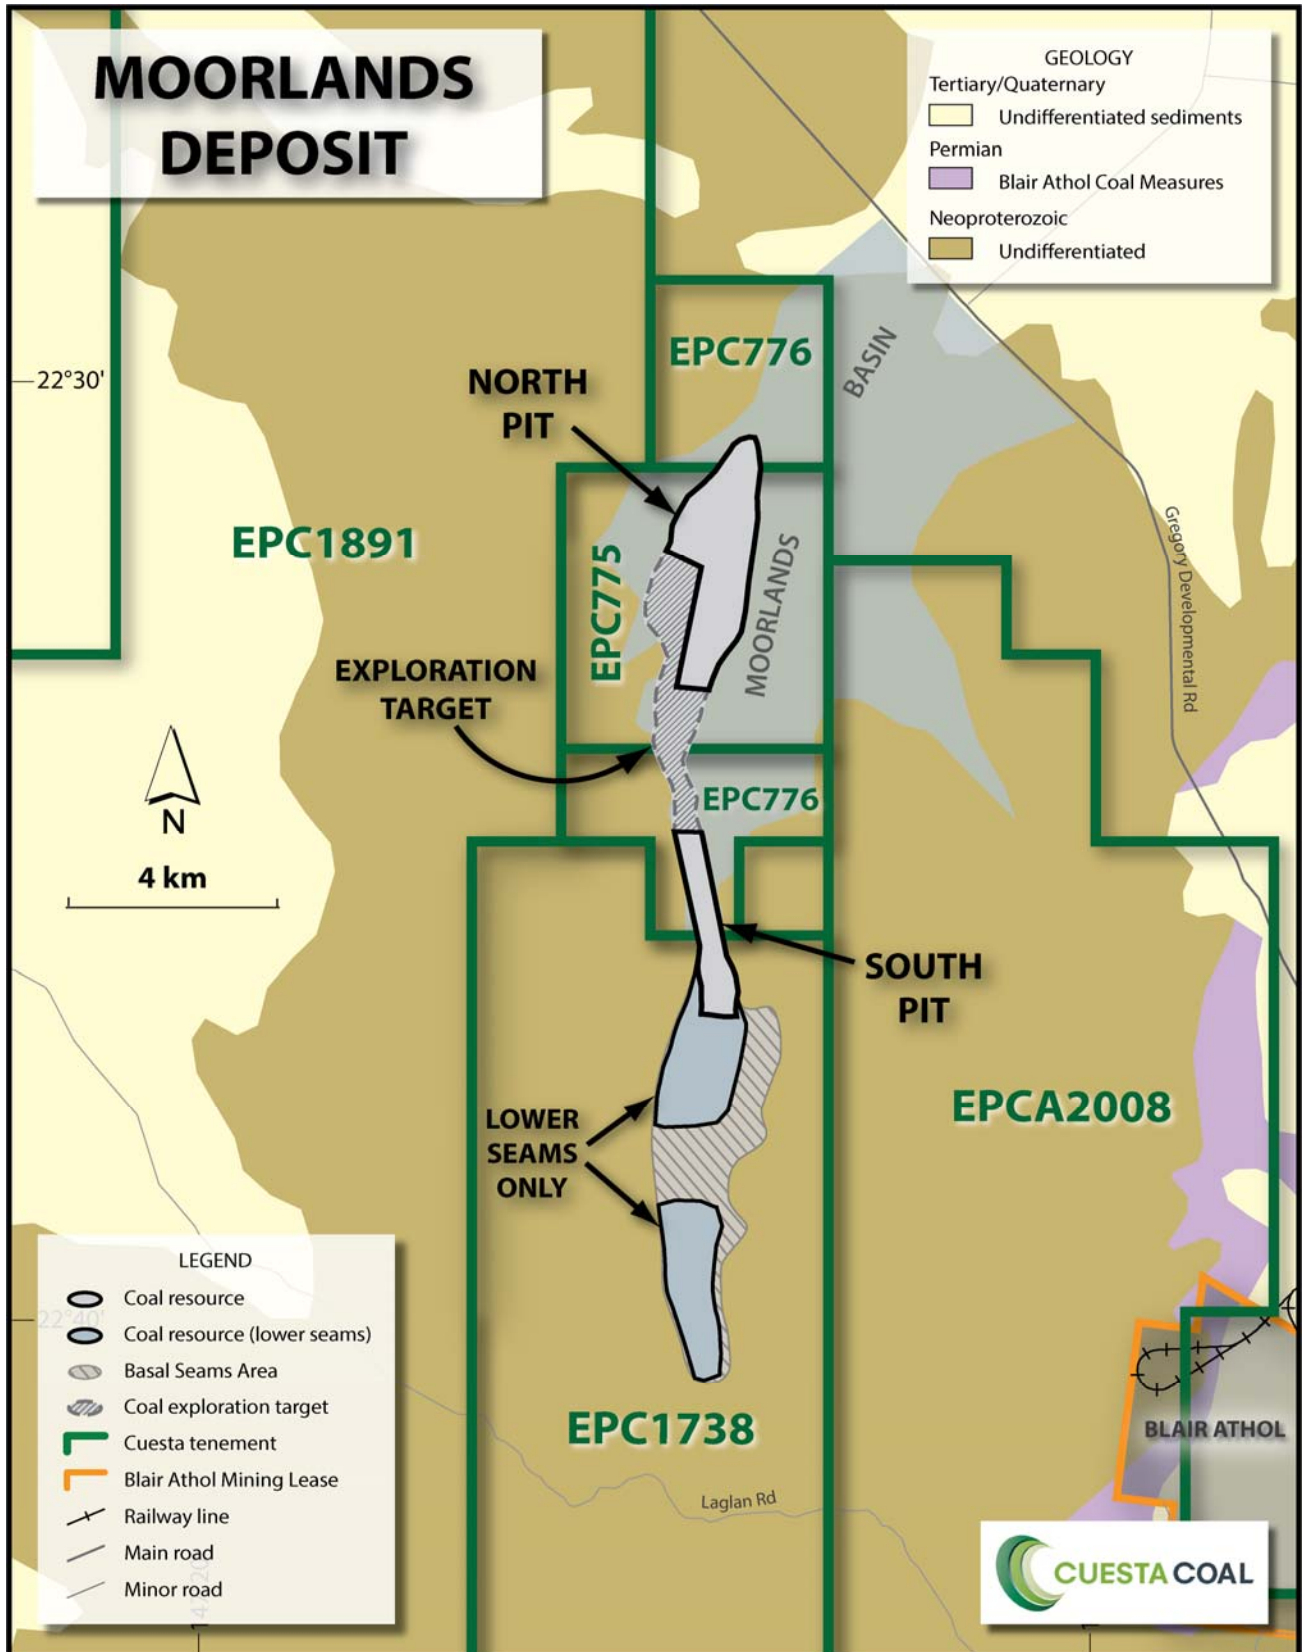 MOORLANDS
DEPOSIT
GEOLOGY
Tertiary/Quaternary
Undifferentiated sediments
Permian
Blair Athol Coal Measures
Neoproterozoic
Undifferentiated
22°30'
NORTH
PIT
EPC776
BASIN
EPC1891
EPC775
MOORLANDS
Gregory Developmental Rd
EXPLORATION
TARGET
EPC776
N
4 km
SOUTH
PIT
LOWER
SEAMS
ONLY
EPCA2008
22°40'
LEGEND
Coal resource
Coal resource (lower seams)
Basal Seams Area
Coal exploration target
Cuesta tenement
Blair Athol Mining Lease
Railway line
Main road
Minor road
EPC1738
BLAIR ATHOL
Laglan Rd
CUESTA COAL